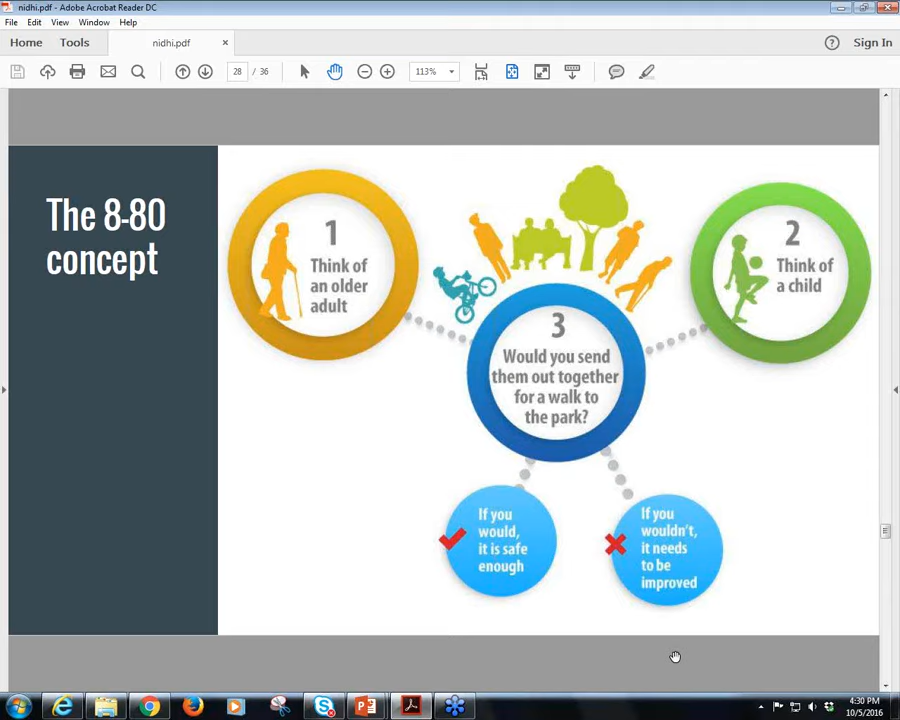 nidhi.pdf - Adobe Acrobat Reader DC
File Edit View Window Help
Home Tools nidhi.pdf × ? Sign In
28 / 36 113%
The 8-80
concept
1
Think of
an older
adult
2
Think of
a child
3
Would you send
them out together
for a walk to
the park?
If you
would,
it is safe
enough
If you
wouldn't,
it needs
to be
improved
4:30 PM
10/5/2016